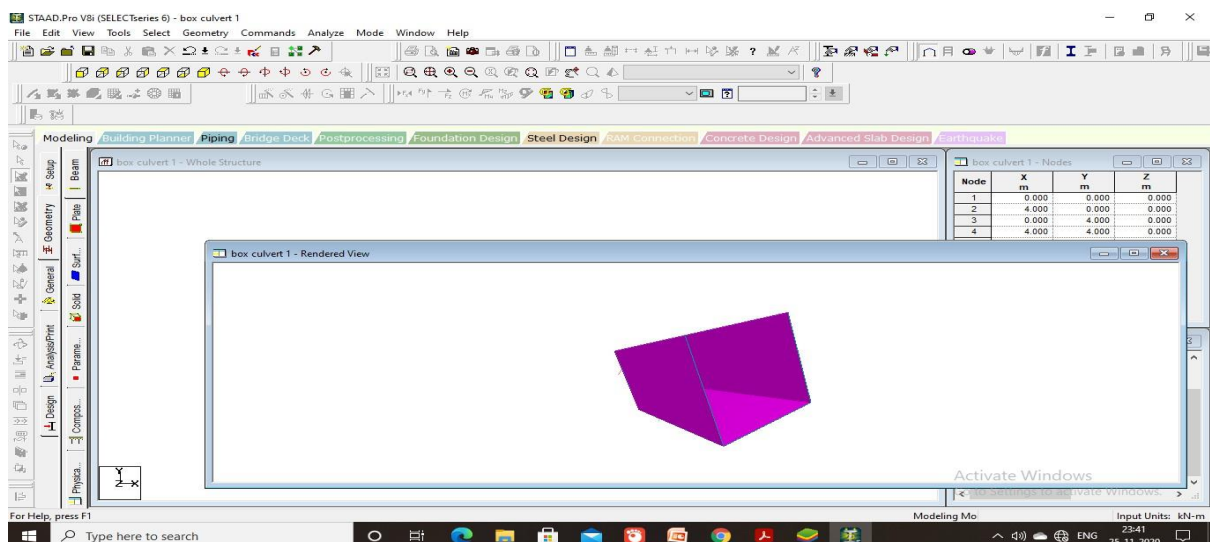 STAAD.Pro V8i (SELECTseries 6) - box culvert 1
File Edit View Tools Select Geometry Commands Analyze Mode Window Help
Modeling Building Planner Piping Bridge Deck Postprocessing Foundation Design Steel Design RAM Connection Concrete Design Advanced Slab Design Earthquake
Setup
Geometry
General
Analysis/Print
Design
Beam
Plate
Surf...
Solid
Parame...
Compos...
Physica...
box culvert 1 - Whole Structure
box culvert 1 - Nodes
Node X m Y m Z m
1 0.000 0.000 0.000
2 4.000 0.000 0.000
3 0.000 4.000 0.000
4 4.000 4.000 0.000
box culvert 1 - Rendered View
Y
Z X
Activate Windows
Go to Settings to activate Windows.
For Help, press F1
Modeling Mo
Input Units: kN-m
Type here to search
ENG
23:41
25-11-2020